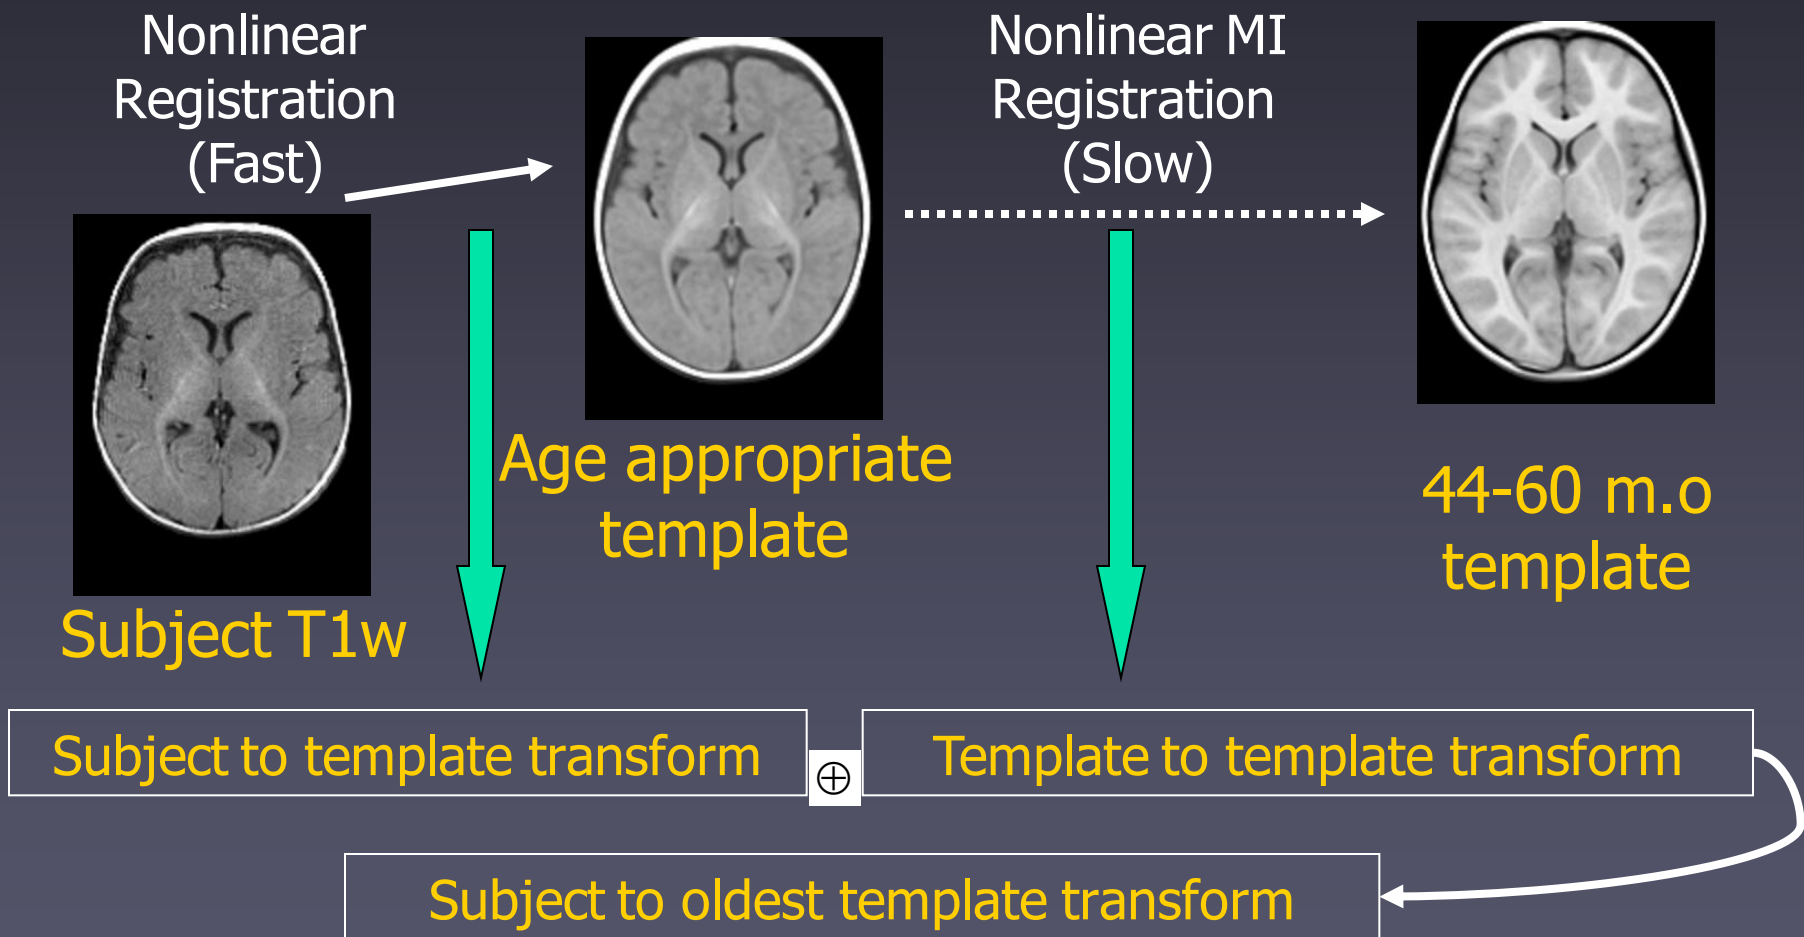 Nonlinear
Registration
(Fast)
Nonlinear MI
Registration
(Slow)
Subject T1w
Age appropriate
template
44-60 m.o
template
Subject to template transform
⊕
Template to template transform
Subject to oldest template transform